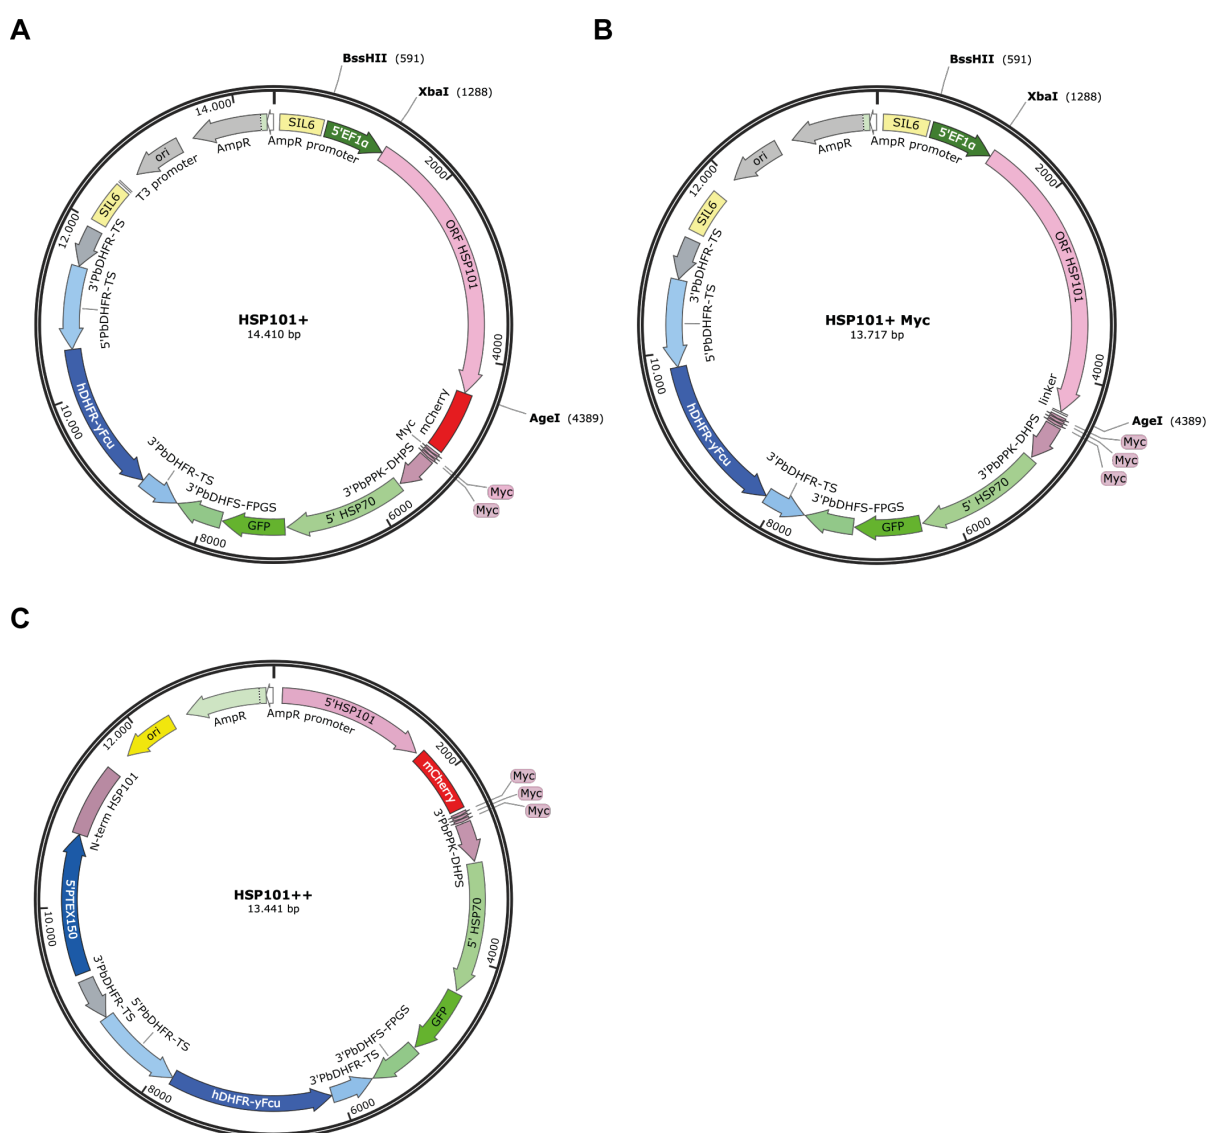 A
BssHII (591)
XbaI (1288)
14.000
SIL6
5'EF1α
AmpR promoter
AmpR
ori
T3 promoter
SIL6
12.000
3'PbDHFR-TS
5'PbDHFR-TS
2000
ORF HSP101
HSP101+
14.410 bp
4000
AgeI (4389)
mCherry
Myc
Myc
Myc
3'PbPPK-DHPS
6000
5' HSP70
GFP
8000
3'PbDHFS-FPGS
3'PbDHFR-TS
hDHFR-yFcu
10.000
B
BssHII (591)
XbaI (1288)
SIL6
5'EF1α
AmpR promoter
AmpR
ori
12.000
SIL6
3'PbDHFR-TS
5'PbDHFR-TS
2000
ORF HSP101
HSP101+ Myc
13.717 bp
4000
linker
AgeI (4389)
Myc
Myc
Myc
3'PbPPK-DHPS
5' HSP70
6000
GFP
3'PbDHFS-FPGS
8000
3'PbDHFR-TS
hDHFR-yFcu
10.000
C
5'HSP101
AmpR promoter
AmpR
ori
12.000
N-term HSP101
2000
mCherry
Myc
Myc
Myc
3'PbPPK-DHPS
HSP101++
13.441 bp
5' HSP70
4000
GFP
3'PbDHFS-FPGS
3'PbDHFR-TS
6000
hDHFR-yFcu
8000
5'PbDHFR-TS
3'PbDHFR-TS
5'PTEX150
10.000